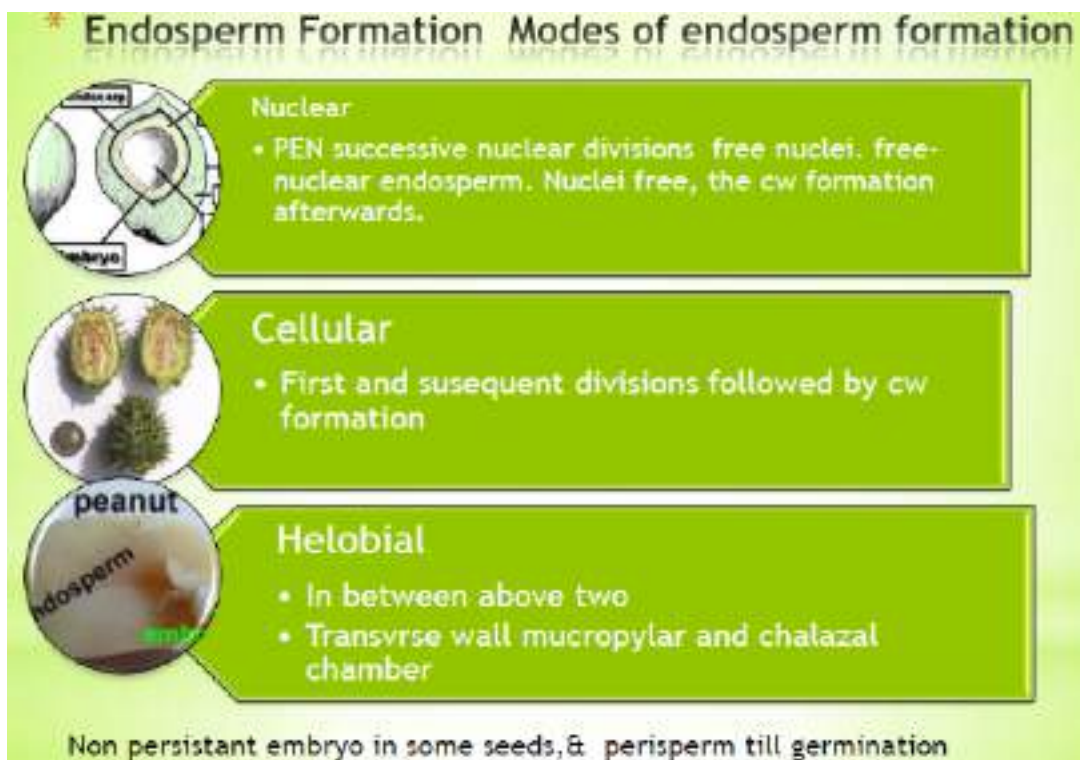 * Endosperm Formation Modes of endosperm formation
Nuclear
• PEN successive nuclear divisions free nuclei. free-
nuclear endosperm. Nuclei free, the cw formation
afterwards.
mbryo
Cellular
• First and susequent divisions followed by cw
formation
peanut
ndosperm
Helobial
• In between above two
• Transvrse wall mucropylar and chalazal
chamber
Non persistant embryo in some seeds,& perisperm till germination